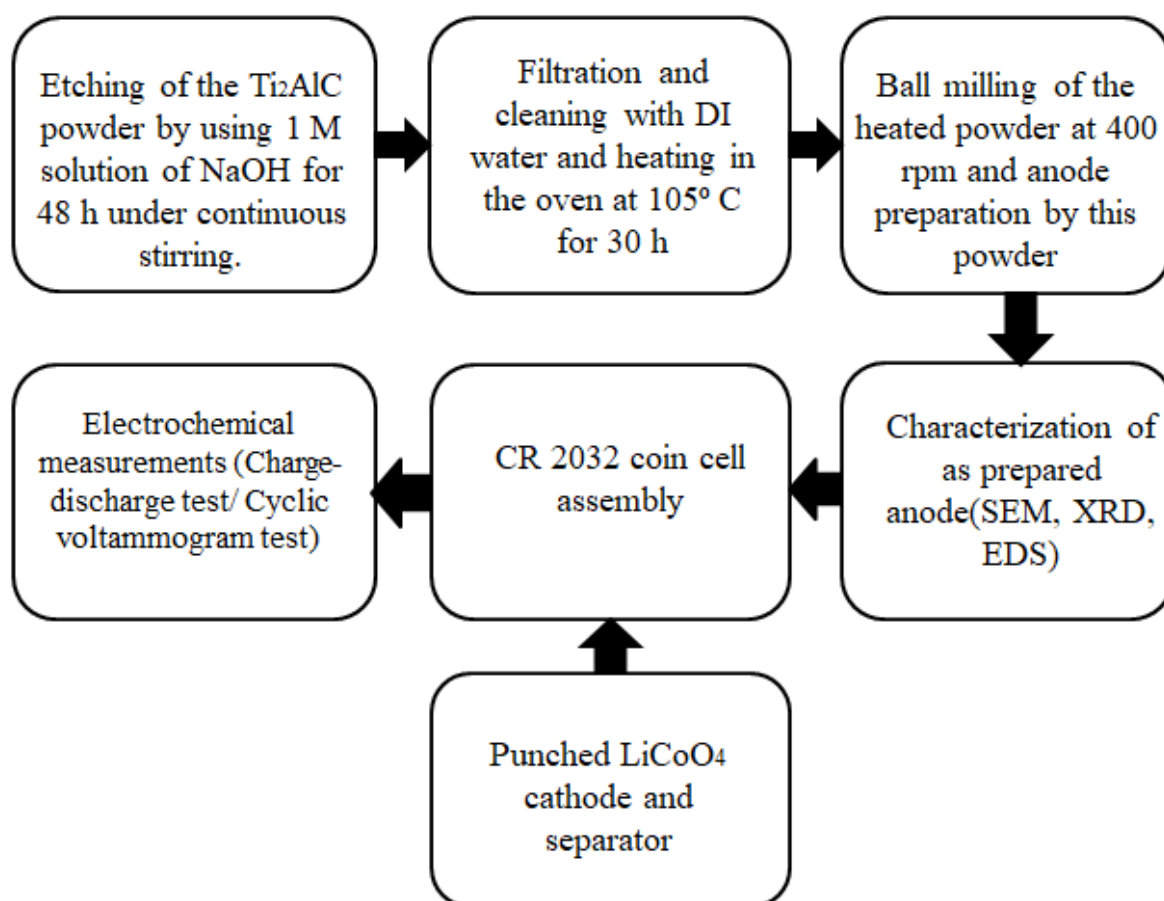 Etching of the Ti₂AlC
powder by using 1 M
solution of NaOH for
48 h under continuous
stirring.
Filtration and
cleaning with DI
water and heating in
the oven at 105º C
for 30 h
Ball milling of the
heated powder at 400
rpm and anode
preparation by this
powder
Characterization of
as prepared
anode(SEM, XRD,
EDS)
CR 2032 coin cell
assembly
Electrochemical
measurements (Charge-
discharge test/ Cyclic
voltammogram test)
Punched LiCoO₄
cathode and
separator